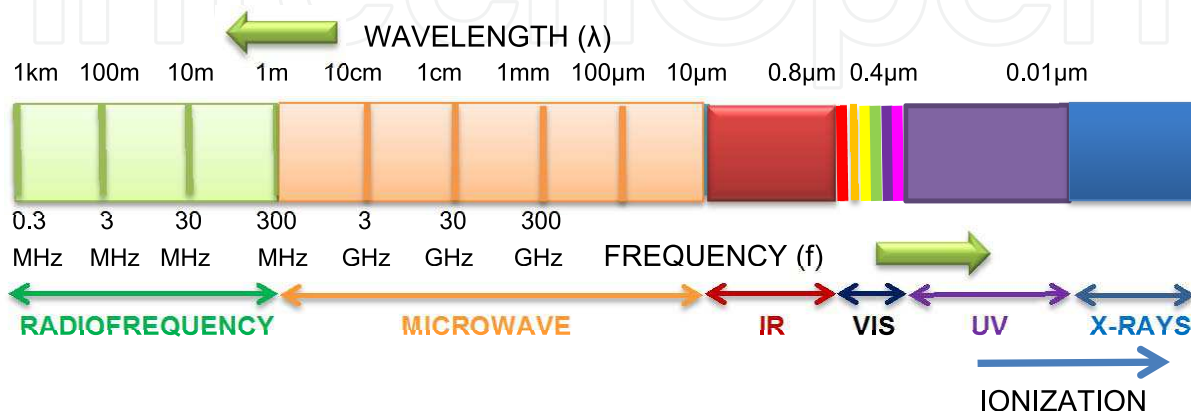 WAVELENGTH (λ)
1km 100m 10m 1m 10cm 1cm 1mm 100µm 10µm 0.8µm 0.4µm 0.01µm
0.3 3 30 300 3 30 300
MHz MHz MHz MHz GHz GHz GHz FREQUENCY (f)
RADIOFREQUENCY MICROWAVE IR VIS UV X-RAYS
IONIZATION